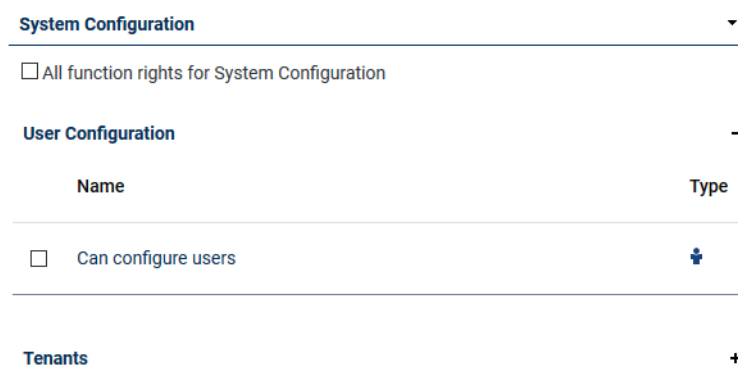 System Configuration
All function rights for System Configuration
User Configuration
Name Type
Can configure users
Tenants